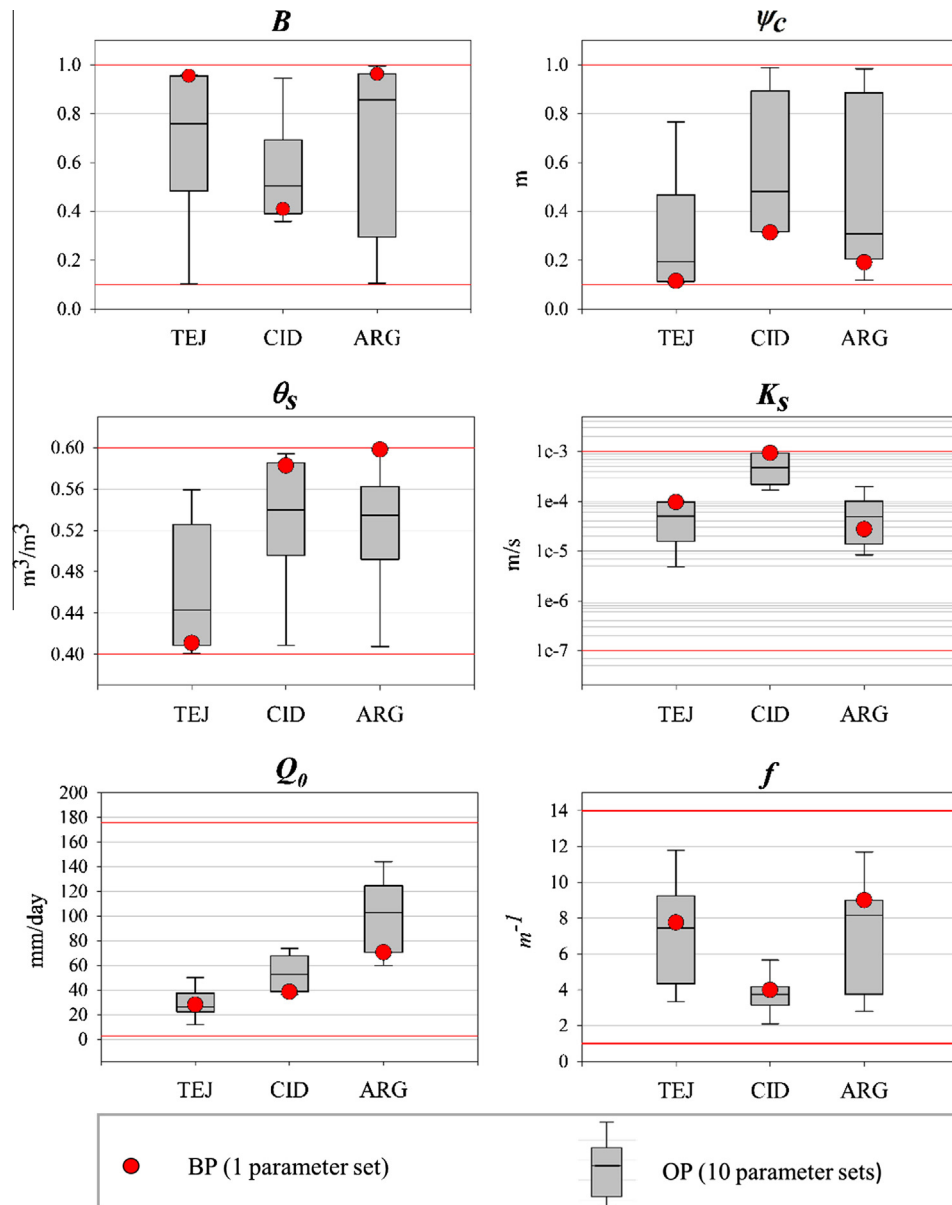 B
1.0
0.8
0.6
0.4
0.2
0.0
TEJ CID ARG
ψc
m
1.0
0.8
0.6
0.4
0.2
0.0
TEJ CID ARG
θs
m³/m³
0.60
0.56
0.52
0.48
0.44
0.40
TEJ CID ARG
Ks
m/s
1e-3
1e-4
1e-5
1e-6
1e-7
TEJ CID ARG
Q0
mm/day
200
180
160
140
120
100
80
60
40
20
0
TEJ CID ARG
f
m⁻¹
14
12
10
8
6
4
2
0
TEJ CID ARG
BP (1 parameter set)
OP (10 parameter sets)